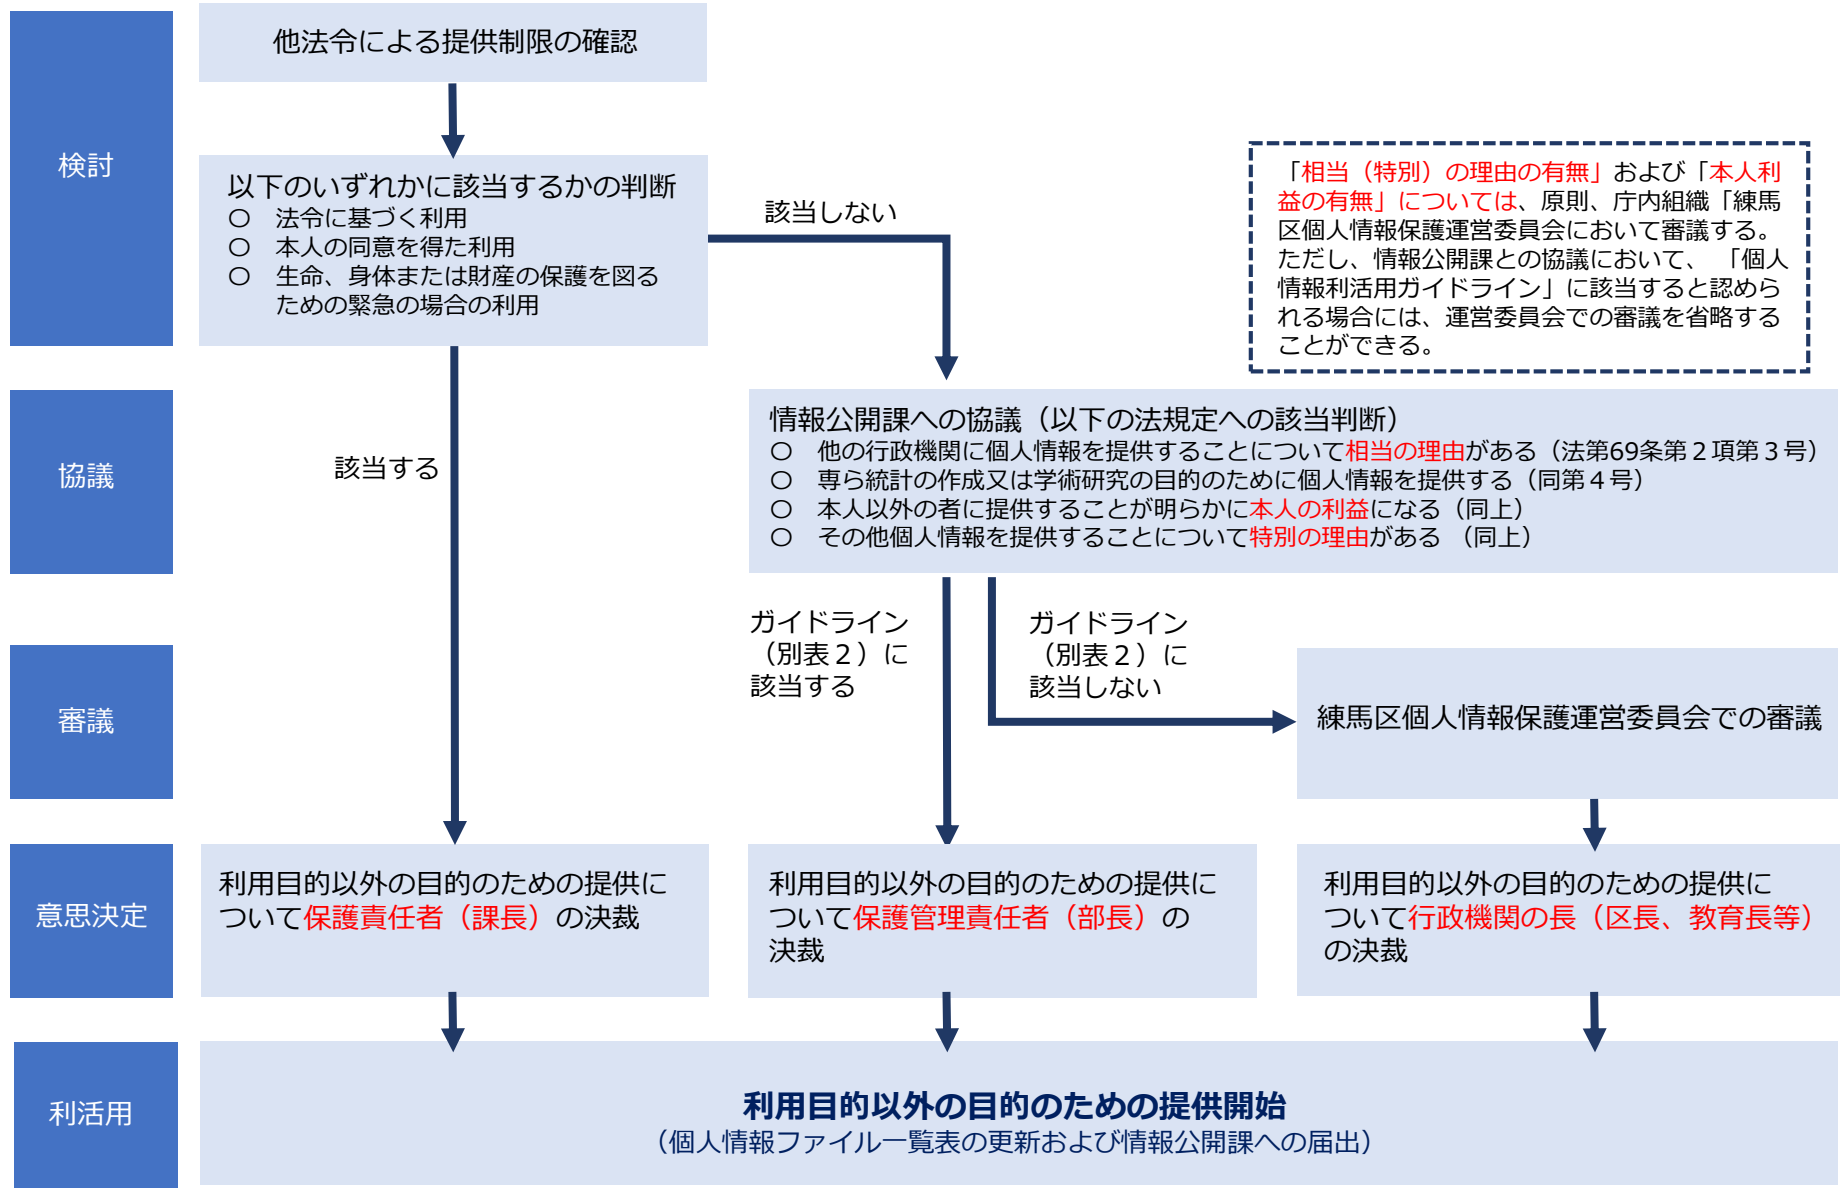 検討
他法令による提供制限の確認
以下のいずれかに該当するかの判断
〇　法令に基づく利用
〇　本人の同意を得た利用
〇　生命、身体または財産の保護を図る
ための緊急の場合の利用
該当しない
「相当（特別）の理由の有無」および「本人利
益の有無」については、原則、庁内組織「練馬
区個人情報保護運営委員会において審議する。
ただし、情報公開課との協議において、「個人
情報利活用ガイドライン」に該当すると認めら
れる場合には、運営委員会での審議を省略する
ことができる。
協議
該当する
情報公開課への協議（以下の法規定への該当判断）
〇　他の行政機関に個人情報を提供することについて相当の理由がある（法第69条第２項第３号）
〇　専ら統計の作成又は学術研究の目的のために個人情報を提供する（同第４号）
〇　本人以外の者に提供することが明らかに本人の利益になる（同上）
〇　その他個人情報を提供することについて特別の理由がある （同上）
ガイドライン
（別表２）に
該当する
ガイドライン
（別表２）に
該当しない
審議
練馬区個人情報保護運営委員会での審議
意思決定
利用目的以外の目的のための提供に
ついて保護責任者（課長）の決裁
利用目的以外の目的のための提供に
ついて保護管理責任者（部長）の
決裁
利用目的以外の目的のための提供に
ついて行政機関の長（区長、教育長等）
の決裁
利活用
利用目的以外の目的のための提供開始
（個人情報ファイル一覧表の更新および情報公開課への届出）